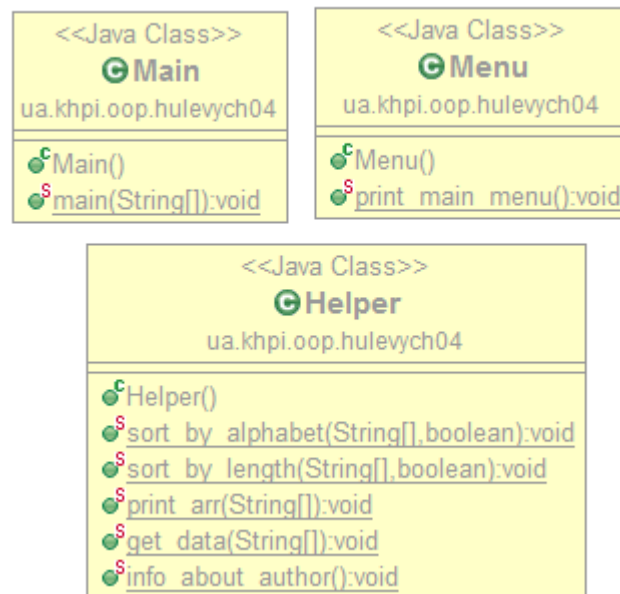 <<Java Class>>
Main
ua.khpi.oop.hulevych04
Main()
main(String[]):void
<<Java Class>>
Menu
ua.khpi.oop.hulevych04
Menu()
print_main_menu():void
<<Java Class>>
Helper
ua.khpi.oop.hulevych04
Helper()
sort_by_alphabet(String[],boolean):void
sort_by_length(String[],boolean):void
print_arr(String[]):void
get_data(String[]):void
info_about_author():void